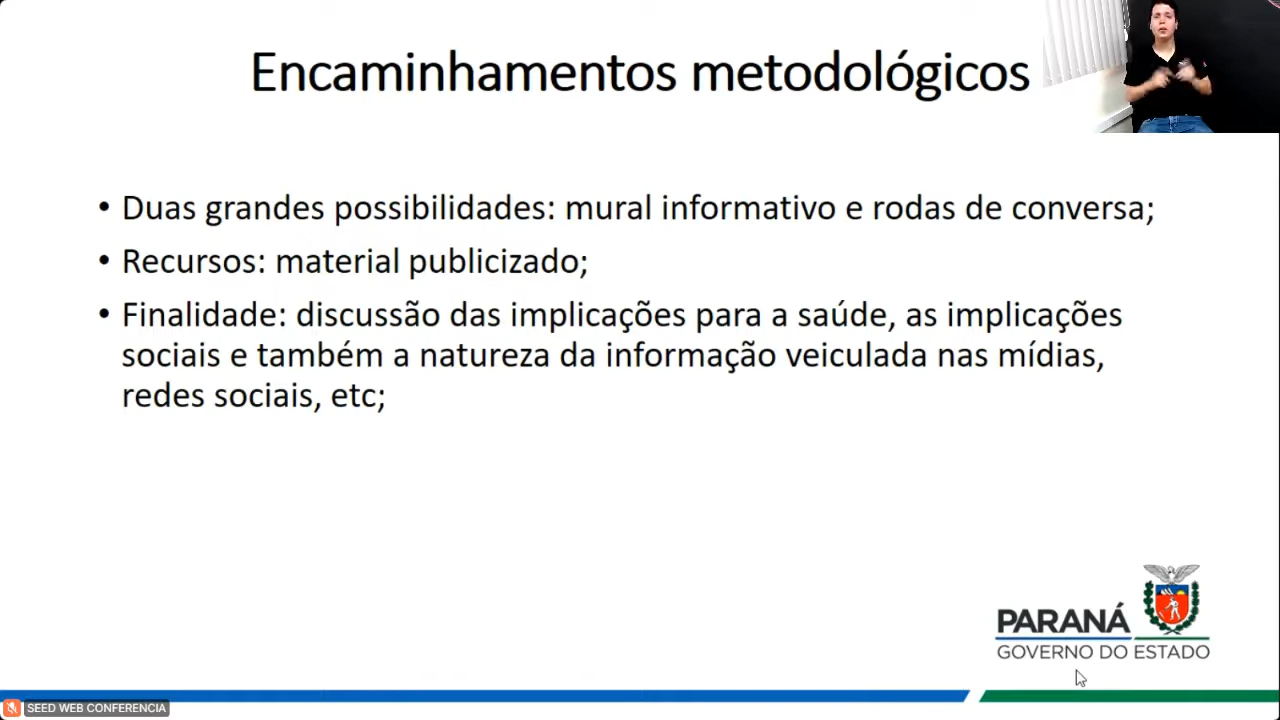 Encaminhamentos metodológicos
• Duas grandes possibilidades: mural informativo e rodas de conversa;
• Recursos: material publicizado;
• Finalidade: discussão das implicações para a saúde, as implicações
sociais e também a natureza da informação veiculada nas mídias,
redes sociais, etc;
PARANÁ
GOVERNO DO ESTADO
SEED WEB CONFERENCIA